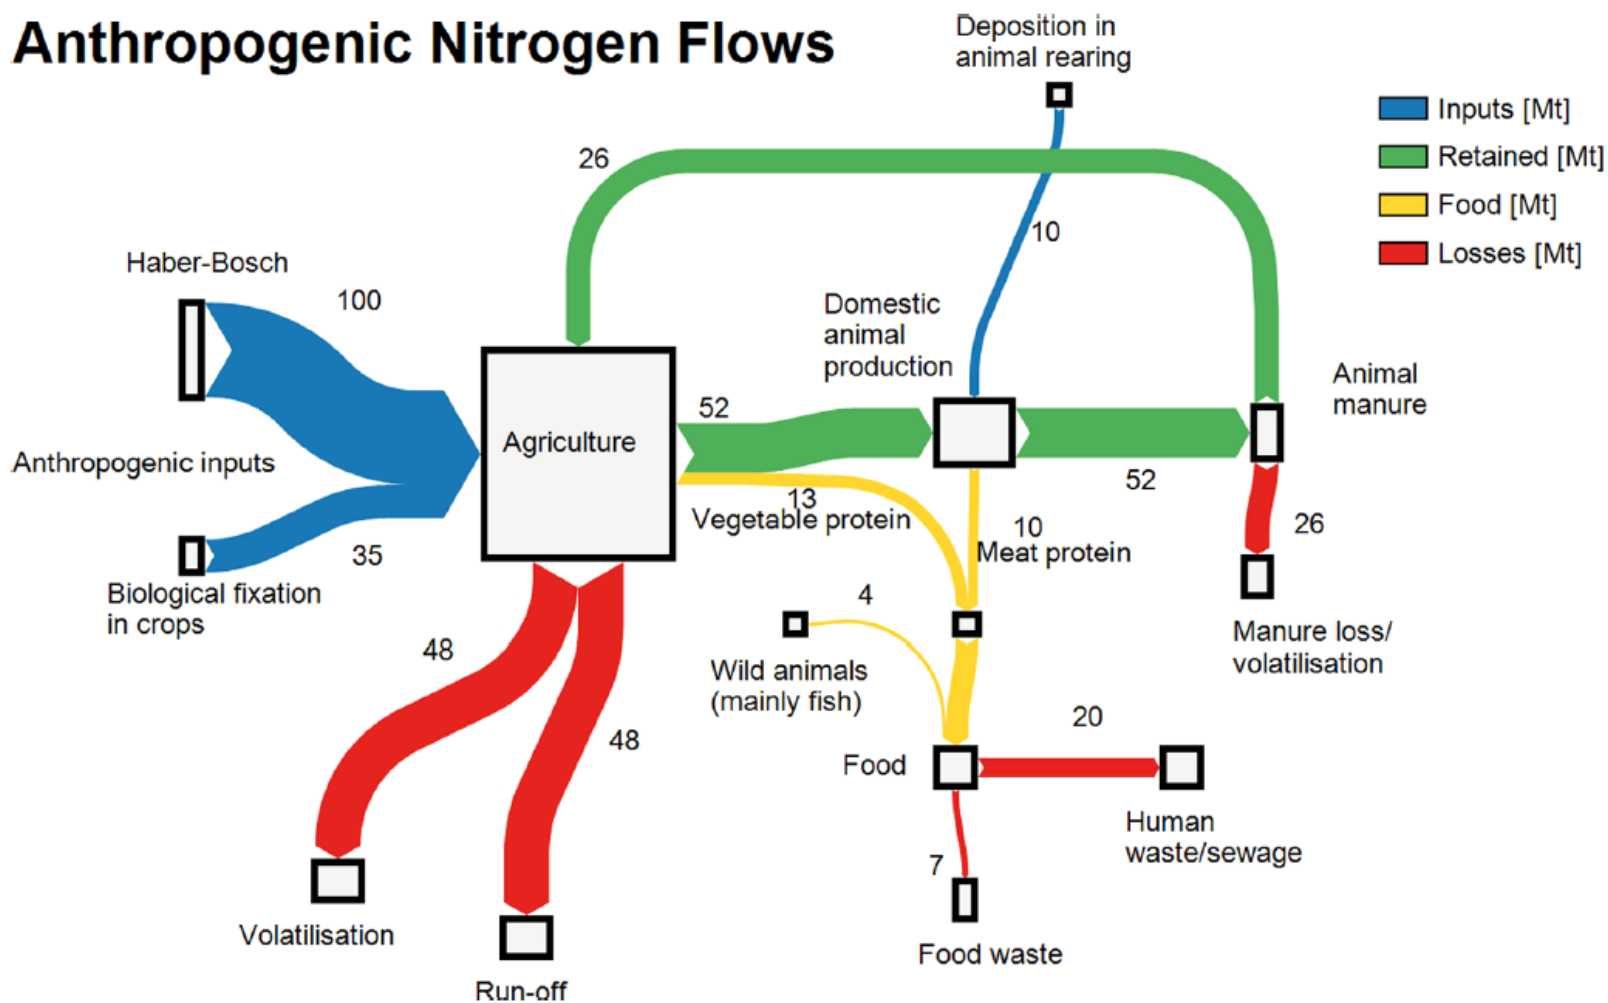 Anthropogenic Nitrogen Flows
Deposition in
animal rearing
Inputs [Mt]
Retained [Mt]
Food [Mt]
Losses [Mt]
26
10
Haber-Bosch
100
Domestic
animal
production
Animal
manure
52
Agriculture
Anthropogenic inputs
52
13
Vegetable protein
10
Meat protein
26
35
Biological fixation
in crops
4
48
Wild animals
(mainly fish)
Manure loss/
volatilisation
48
20
Food
Human
waste/sewage
7
Volatilisation
Food waste
Run-off